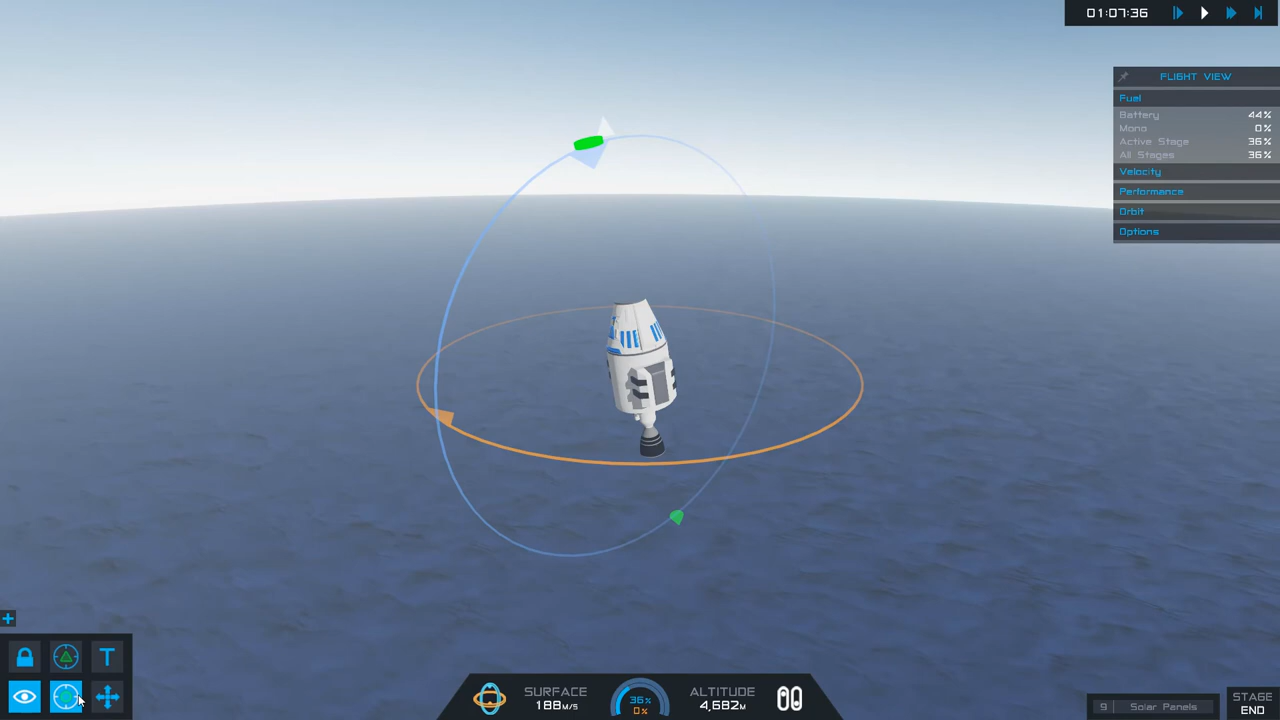 01:07:36
FLIGHT VIEW
Fuel
Battery 44%
Mono 0%
Active Stage 36%
All Stages 36%
Velocity
Performance
Orbit
Options
T
SURFACE
188M/S
36%
0%
ALTITUDE
4,682M
9 Solar Panels
STAGE
END